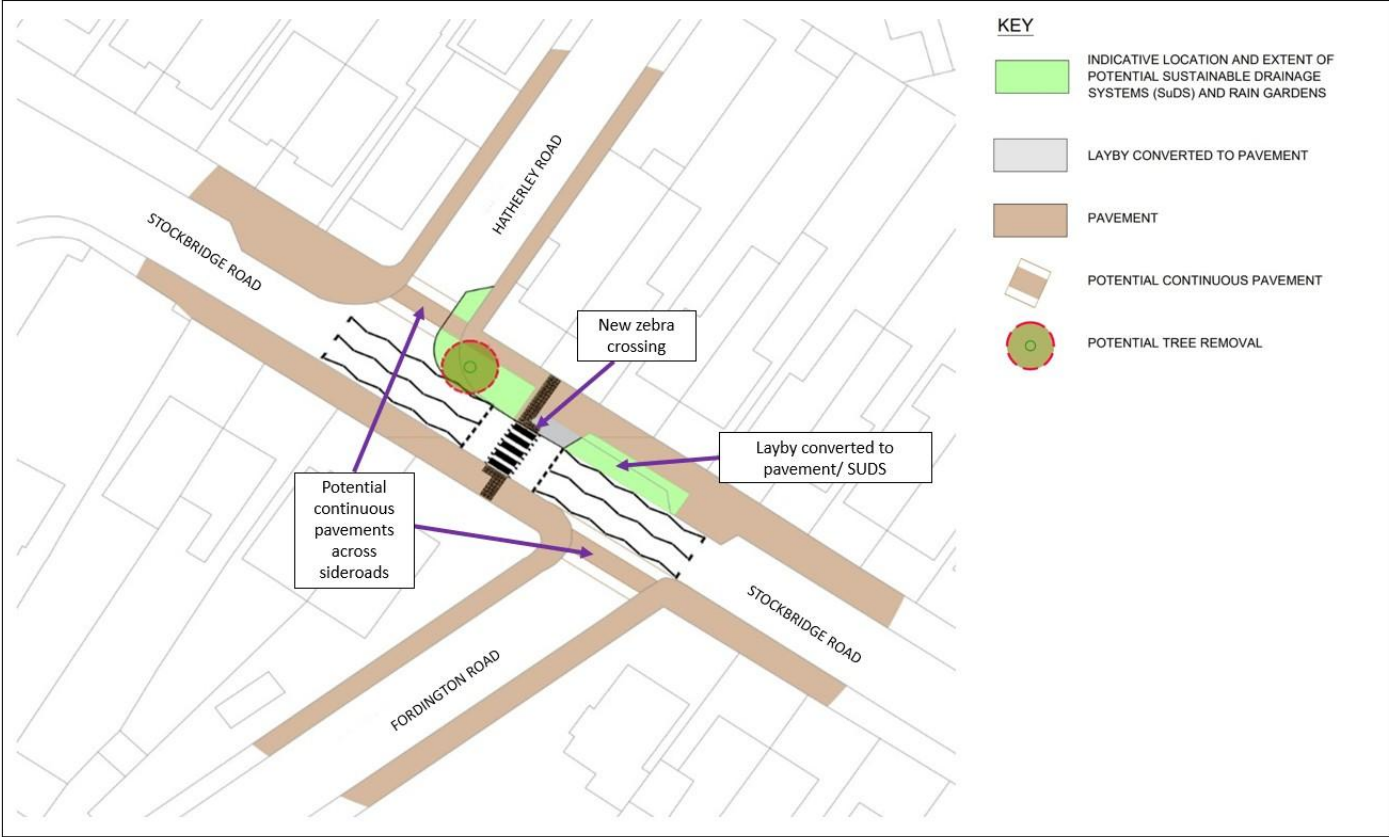 KEY
INDICATIVE LOCATION AND EXTENT OF
POTENTIAL SUSTAINABLE DRAINAGE
SYSTEMS (SuDS) AND RAIN GARDENS
LAYBY CONVERTED TO PAVEMENT
PAVEMENT
POTENTIAL CONTINUOUS PAVEMENT
POTENTIAL TREE REMOVAL
HATHERLEY ROAD
STOCKBRIDGE ROAD
New zebra
crossing
Layby converted to
pavement/ SUDS
Potential
continuous
pavements
across
sideroads
STOCKBRIDGE ROAD
FORDINGTON ROAD